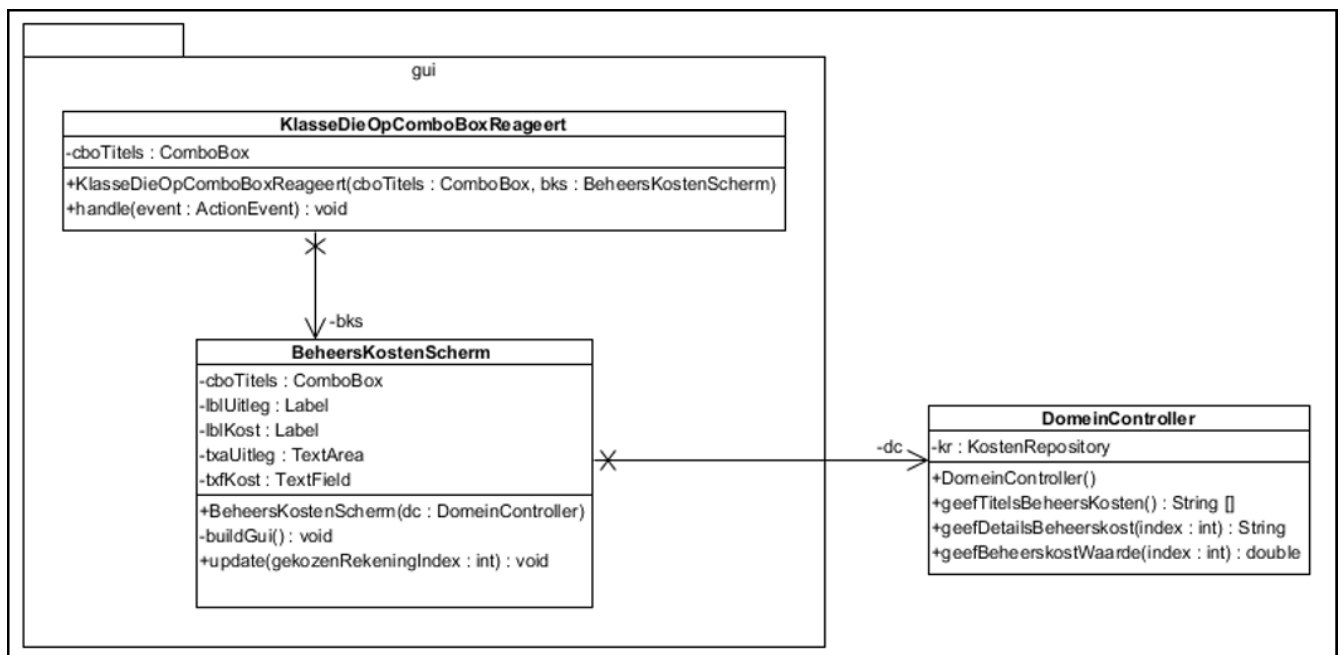 gui
KlasseDieOpComboBoxReageert
-cboTitels : ComboBox
+KlasseDieOpComboBoxReageert(cboTitels : ComboBox, bks : BeheersKostenScherm)
+handle(event : ActionEvent) : void
-bks
BeheersKostenScherm
-cboTitels : ComboBox
-lblUitleg : Label
-lblKost : Label
-txaUitleg : TextArea
-txfKost : TextField
+BeheersKostenScherm(dc : DomeinController)
-buildGui() : void
+update(gekozenRekeningIndex : int) : void
-dc
DomeinController
-kr : KostenRepository
+DomeinController()
+geefTitelsBeheersKosten() : String []
+geefDetailsBeheerskost(index : int) : String
+geefBeheerskostWaarde(index : int) : double